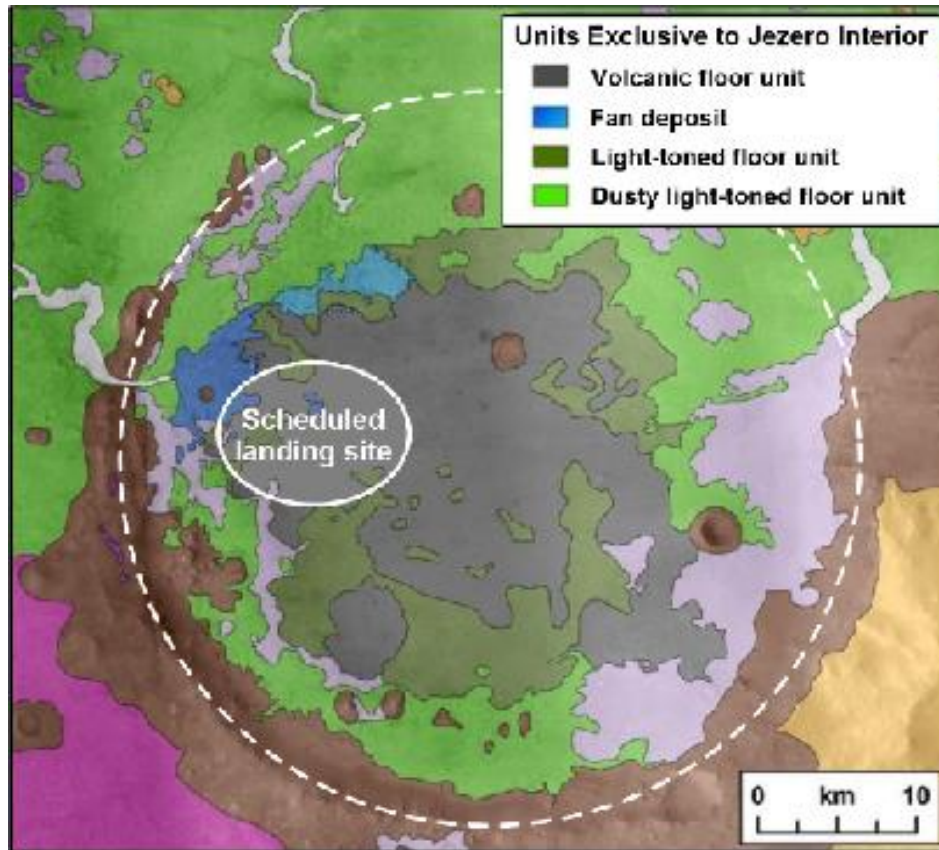 Units Exclusive to Jezero Interior
Volcanic floor unit
Fan deposit
Light-toned floor unit
Dusty light-toned floor unit
Scheduled
landing site
0 km 10